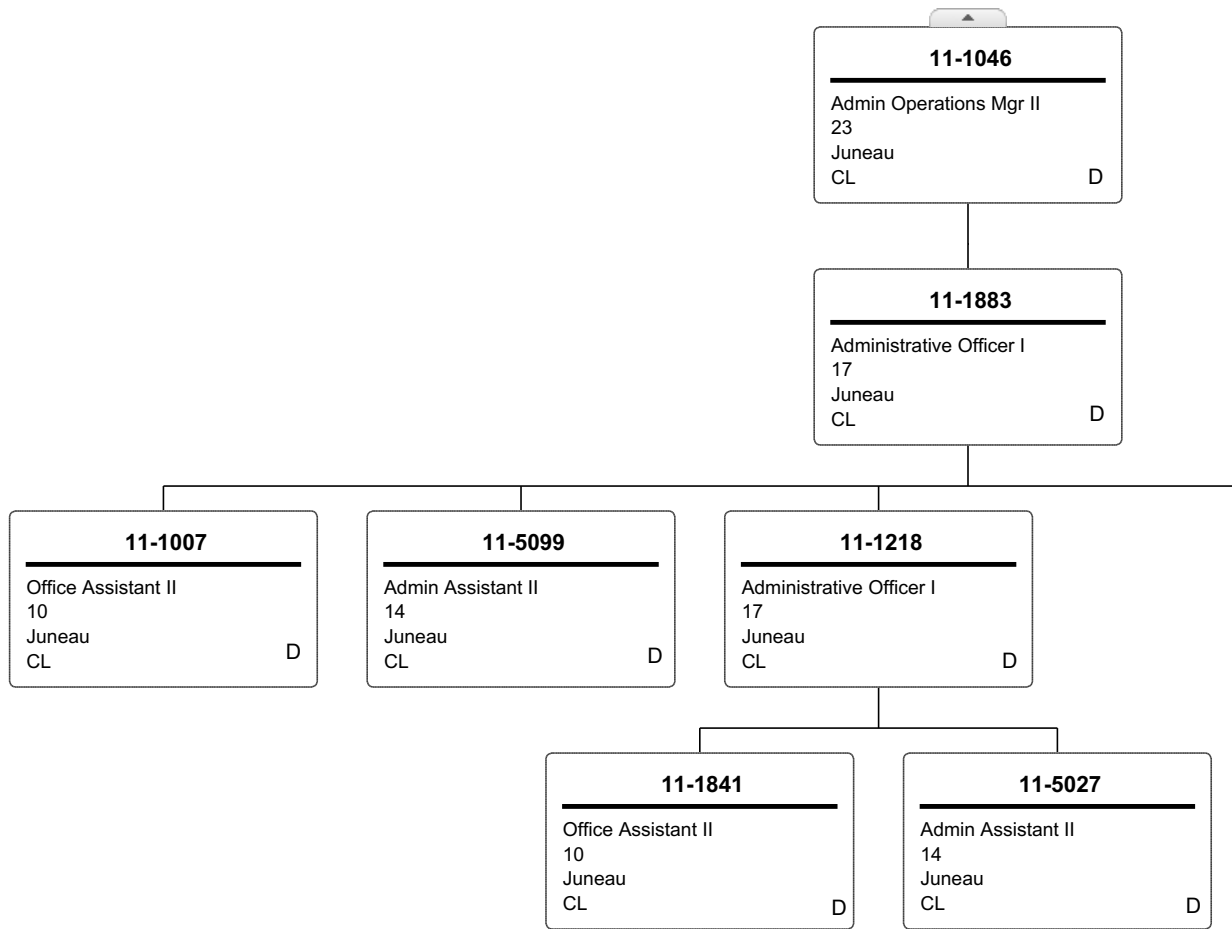 11-1046
Admin Operations Mgr II
23
Juneau
CL D
11-1883
Administrative Officer I
17
Juneau
CL D
11-1007
Office Assistant II
10
Juneau
CL D
11-5099
Admin Assistant II
14
Juneau
CL D
11-1218
Administrative Officer I
17
Juneau
CL D
11-1841
Office Assistant II
10
Juneau
CL D
11-5027
Admin Assistant II
14
Juneau
CL D